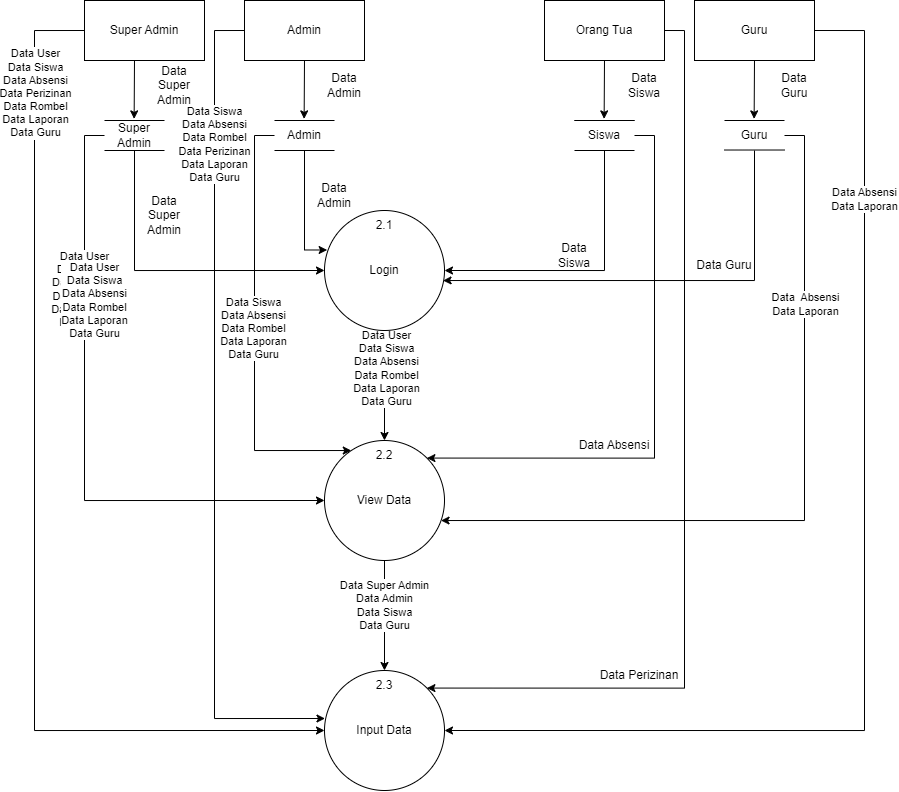 Super Admin
Admin
Orang Tua
Guru
Data User
Data Siswa
Data Absensi
Data Perizinan
Data Rombel
Data Laporan
Data Guru
Data
Super
Admin
Data Siswa
Data Absensi
Data Rombel
Data Perizinan
Data Laporan
Data Guru
Data
Admin
Data
Siswa
Data
Guru
Super
Admin
Admin
Siswa
Guru
Data Absensi
Data Laporan
Data
Super
Admin
Data
Admin
2.1
Login
Data
Siswa
Data Guru
Data User
Data User
Data Siswa
Data Absensi
Data Rombel
Data Laporan
Data Guru
Data Siswa
Data Absensi
Data Rombel
Data Laporan
Data Guru
Data Absensi
Data Laporan
Data User
Data Siswa
Data Absensi
Data Rombel
Data Laporan
Data Guru
Data Absensi
2.2
View Data
Data Super Admin
Data Admin
Data Siswa
Data Guru
Data Perizinan
2.3
Input Data